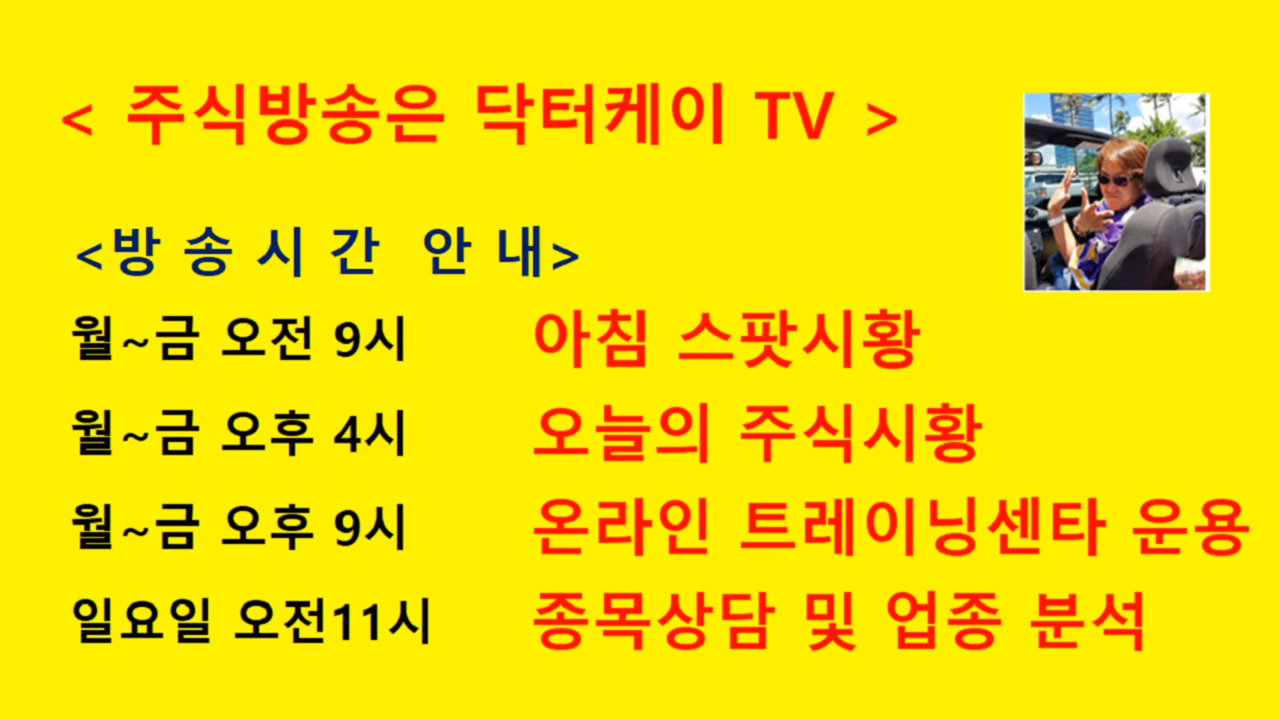 < 주식방송은 닥터케이 TV >
<방 송 시 간 안 내>
월~금 오전 9시 아침 스팟시황
월~금 오후 4시 오늘의 주식시황
월~금 오후 9시 온라인 트레이닝센타 운용
일요일 오전11시 종목상담 및 업종 분석